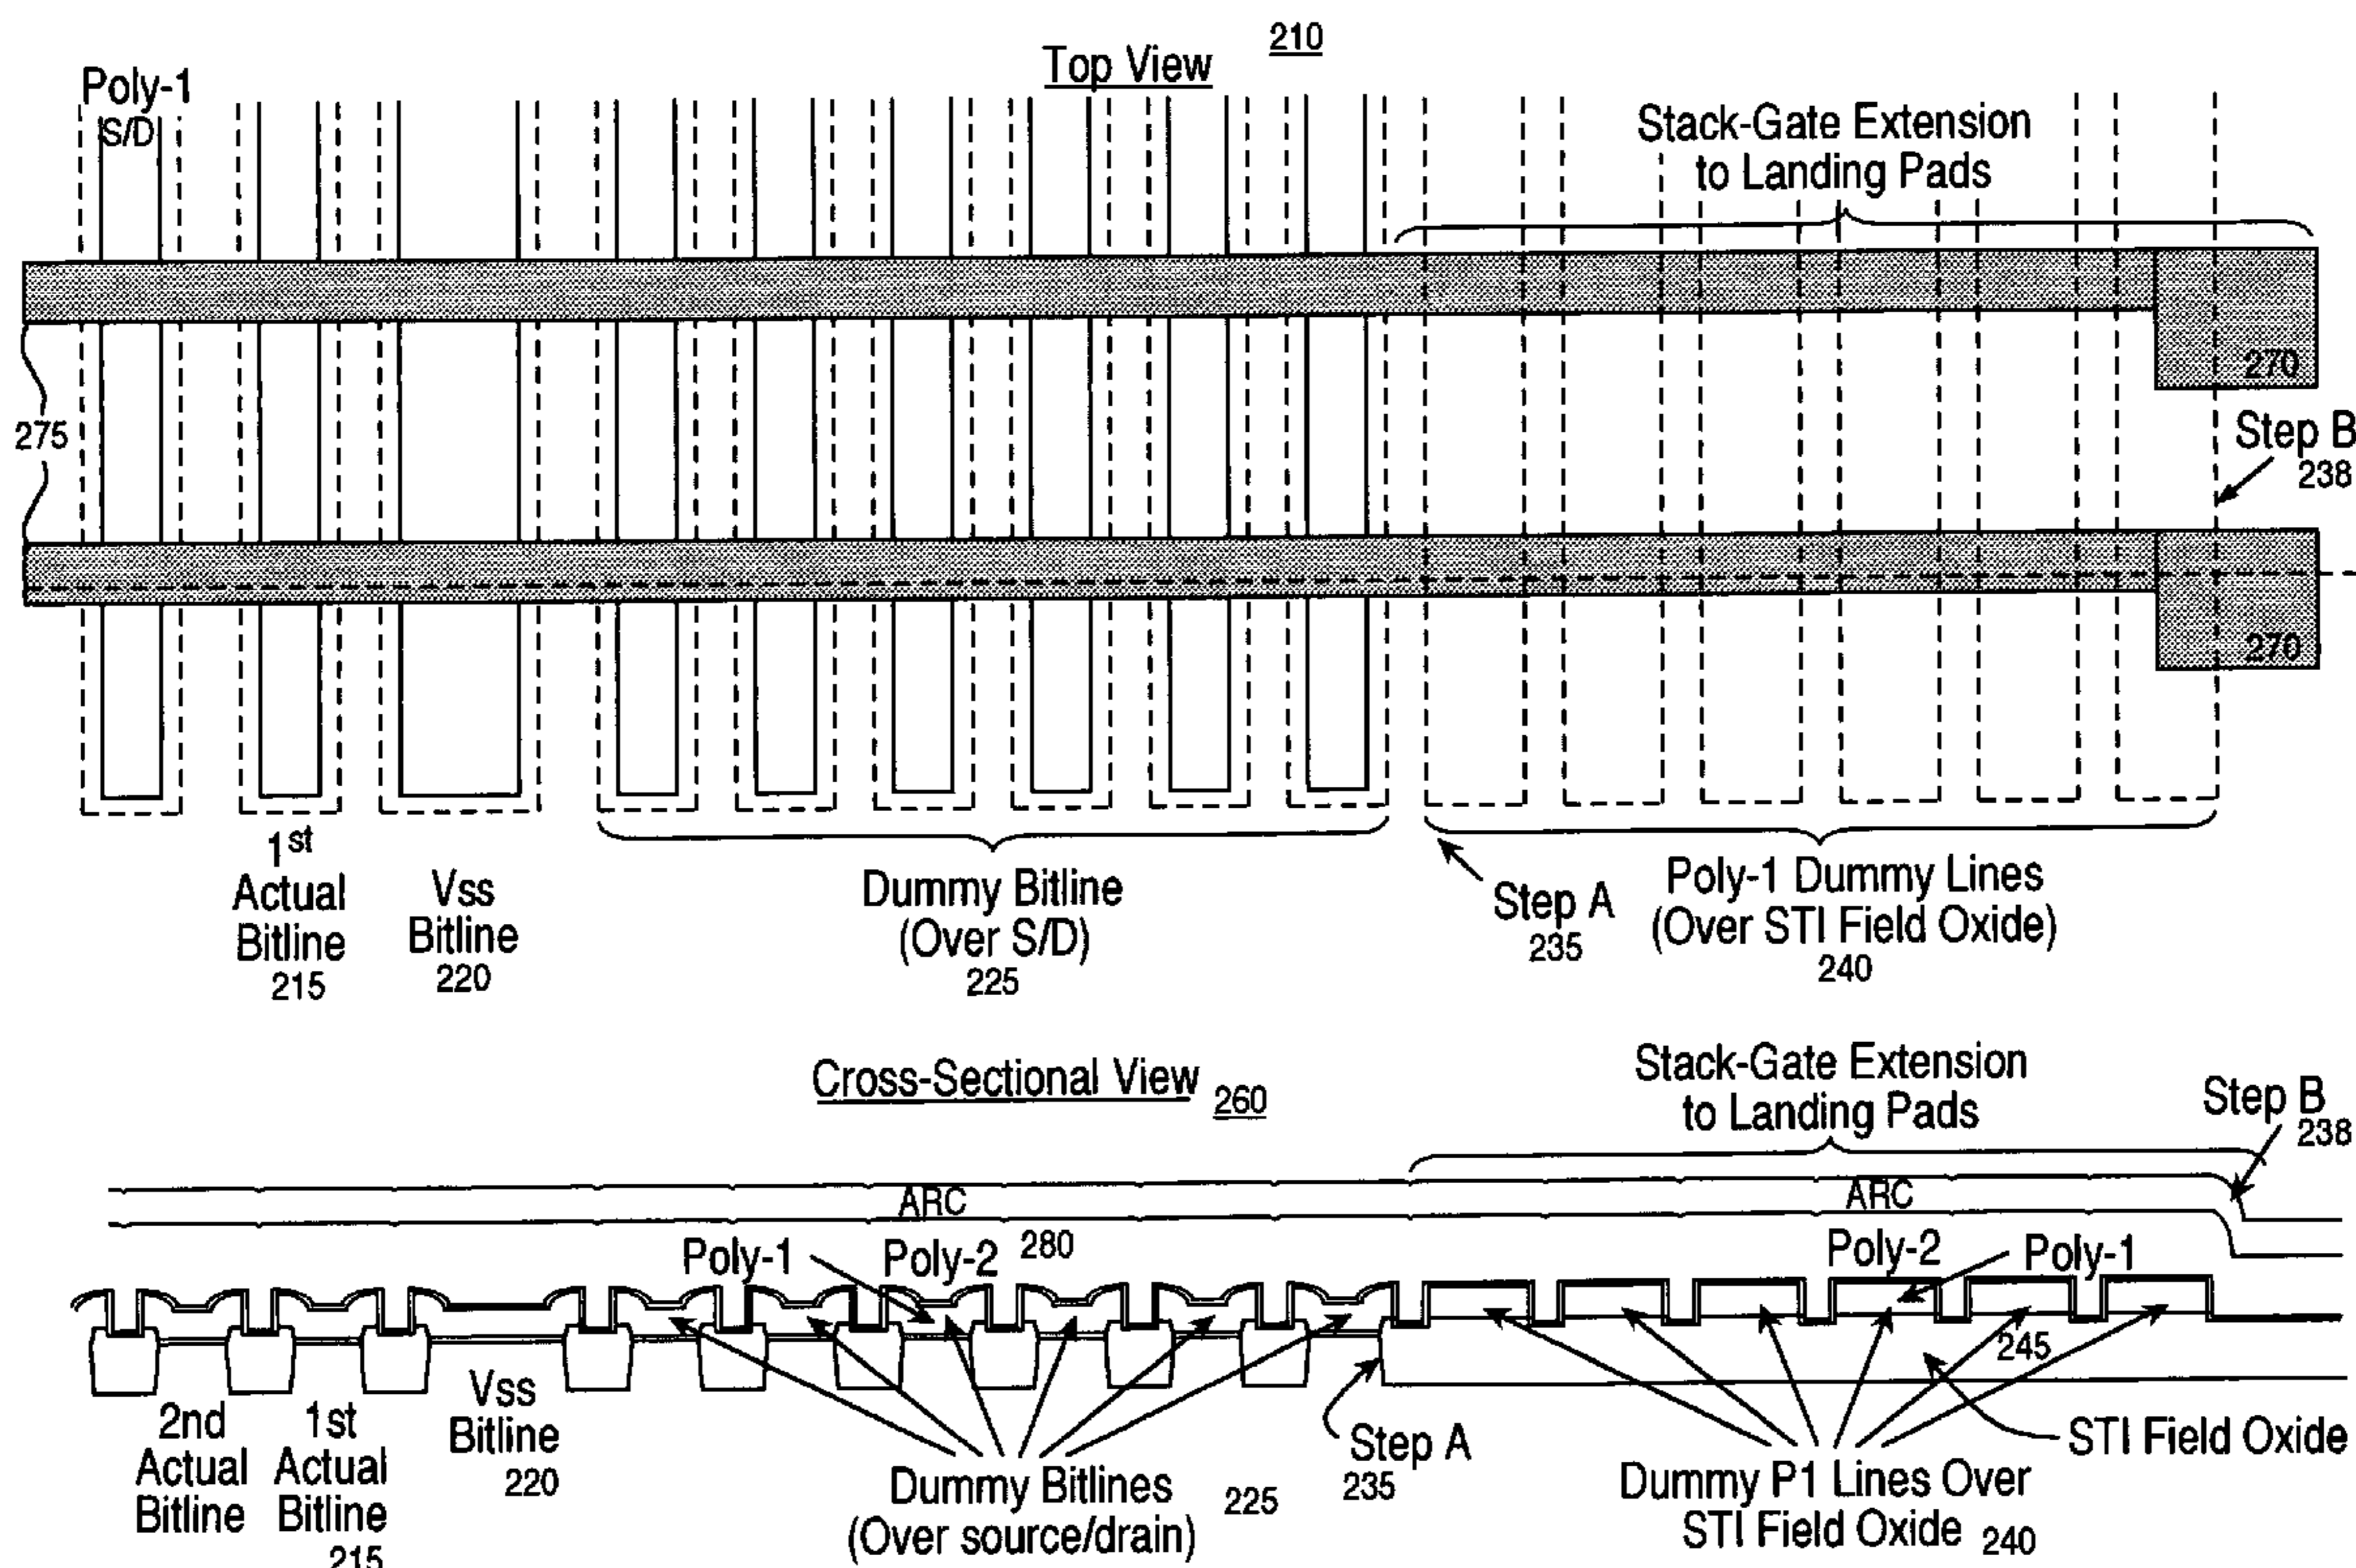 210
Top View
Poly-1
S/D
Stack-Gate Extension
to Landing Pads
270
275
Step B
238
270
1st
Actual
Bitline
215
Vss
Bitline
220
Dummy Bitline
(Over S/D)
225
Step A
235
Poly-1 Dummy Lines
(Over STI Field Oxide)
240
Cross-Sectional View 260
Stack-Gate Extension
to Landing Pads
Step B
238
ARC
ARC
Poly-1
Poly-2 280
Poly-2
Poly-1
245
2nd
Actual
Bitline
1st
Actual
Bitline
215
Vss
Bitline
220
Dummy Bitlines 225
(Over source/drain)
Step A
235
STI Field Oxide
Dummy P1 Lines Over
STI Field Oxide 240